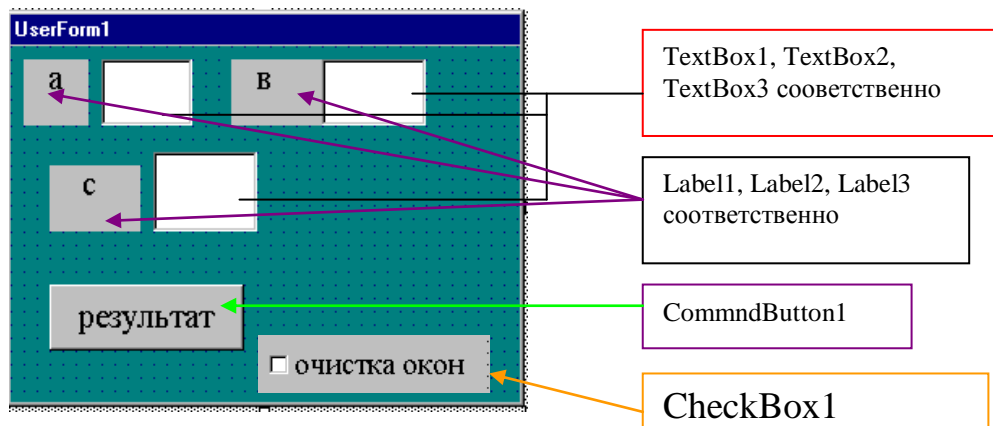 UserForm1
а
в
с
результат
очистка окон
TextBox1, TextBox2,
TextBox3 сооветственно
Label1, Label2, Label3
соответственно
CommndButton1
CheckBox1